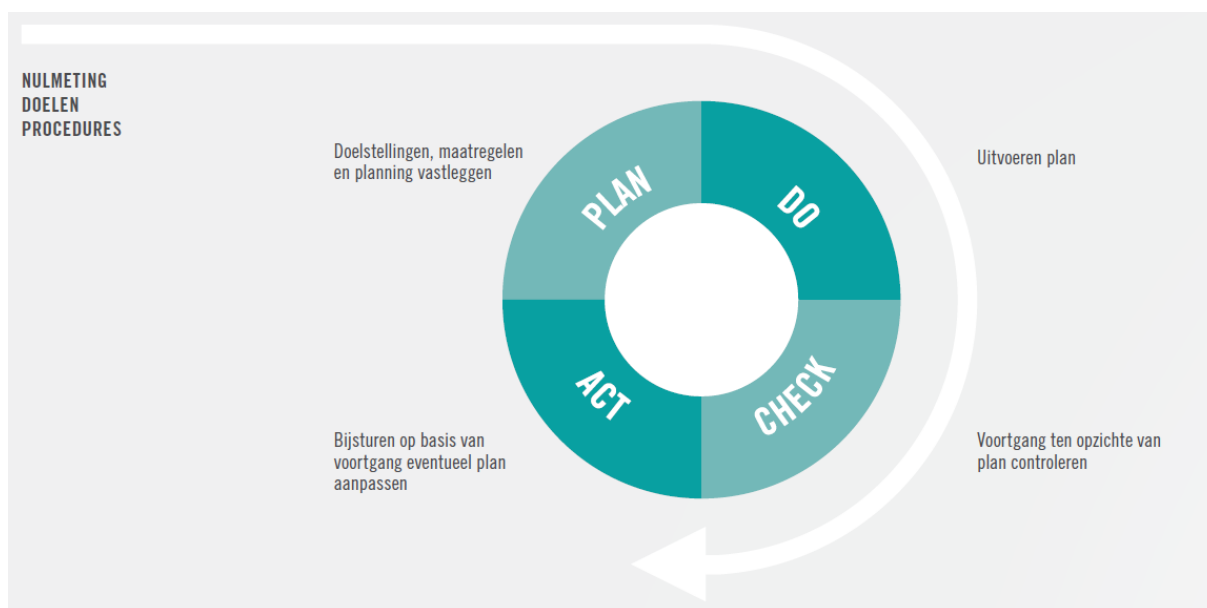 NULMETING
DOELEN
PROCEDURES
Doelstellingen, maatregelen
en planning vastleggen
PLAN
DO
Uitvoeren plan
Bijsturen op basis van
voortgang eventueel plan
aanpassen
ACT
CHECK
Voortgang ten opzichte van
plan controleren